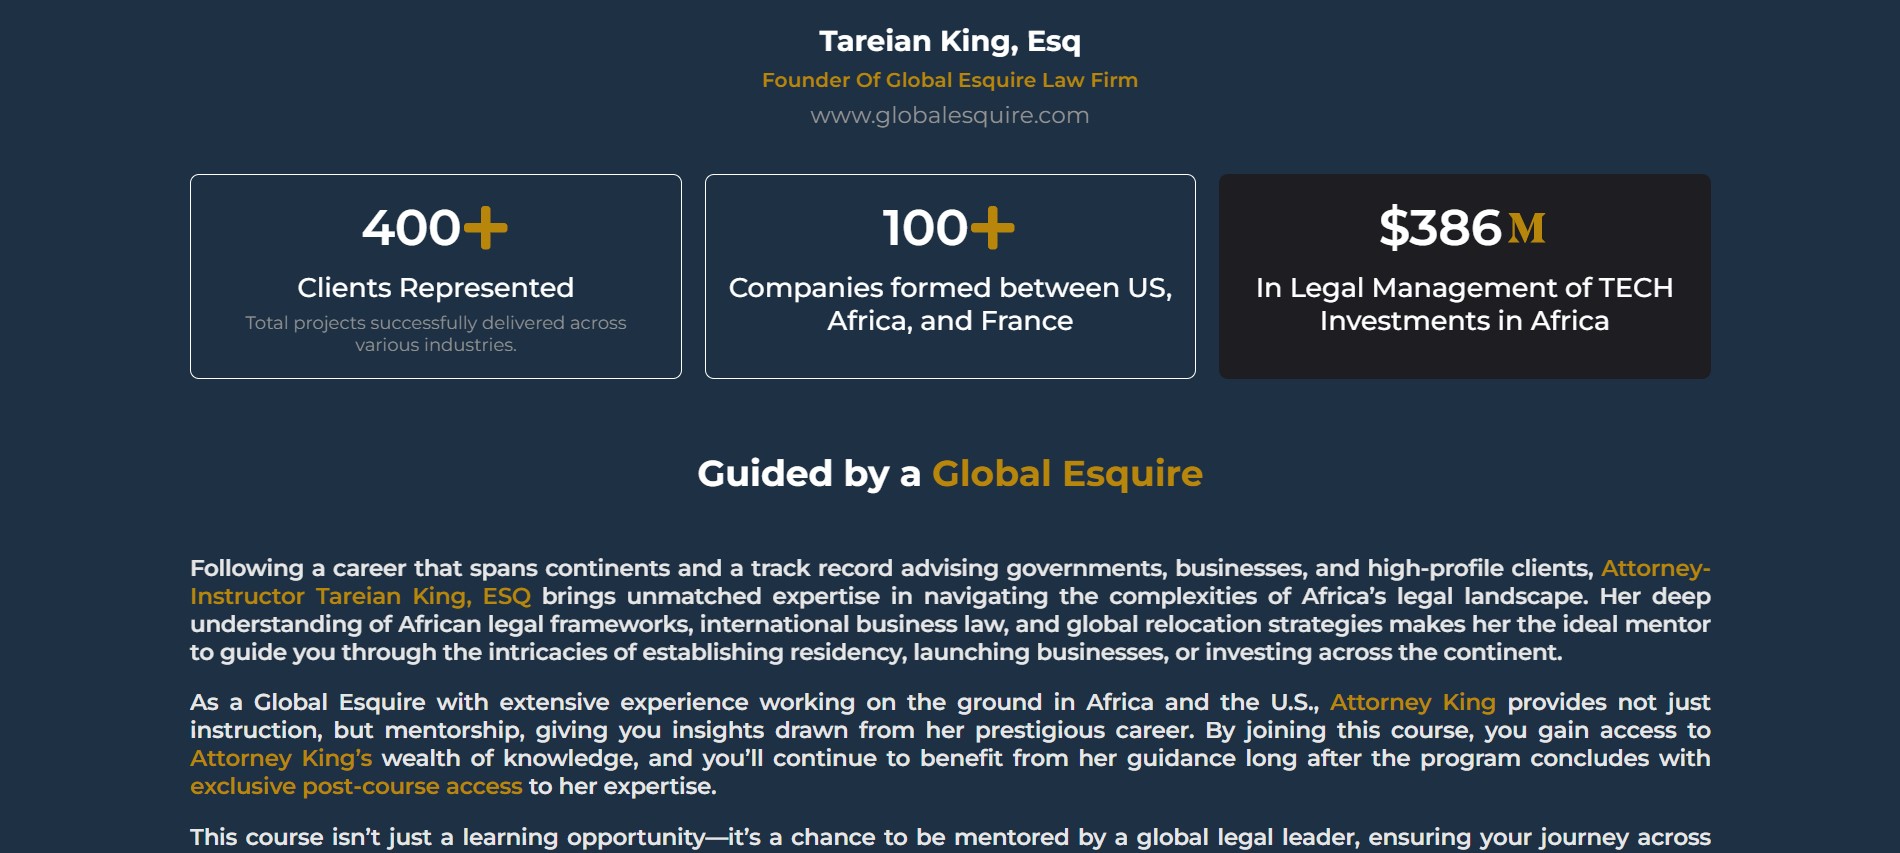 Tareian King, Esq
Founder Of Global Esquire Law Firm
www.globalesquire.com
400+
Clients Represented
Total projects successfully delivered across
various industries.
100+
Companies formed between US,
Africa, and France
$386 M
In Legal Management of TECH
Investments in Africa
Guided by a Global Esquire
Following a career that spans continents and a track record advising governments, businesses, and high-profile clients, Attorney-
Instructor Tareian King, ESQ brings unmatched expertise in navigating the complexities of Africa’s legal landscape. Her deep
understanding of African legal frameworks, international business law, and global relocation strategies makes her the ideal mentor
to guide you through the intricacies of establishing residency, launching businesses, or investing across the continent.
As a Global Esquire with extensive experience working on the ground in Africa and the U.S., Attorney King provides not just
instruction, but mentorship, giving you insights drawn from her prestigious career. By joining this course, you gain access to
Attorney King’s wealth of knowledge, and you’ll continue to benefit from her guidance long after the program concludes with
exclusive post-course access to her expertise.
This course isn’t just a learning opportunity—it’s a chance to be mentored by a global legal leader, ensuring your journey across